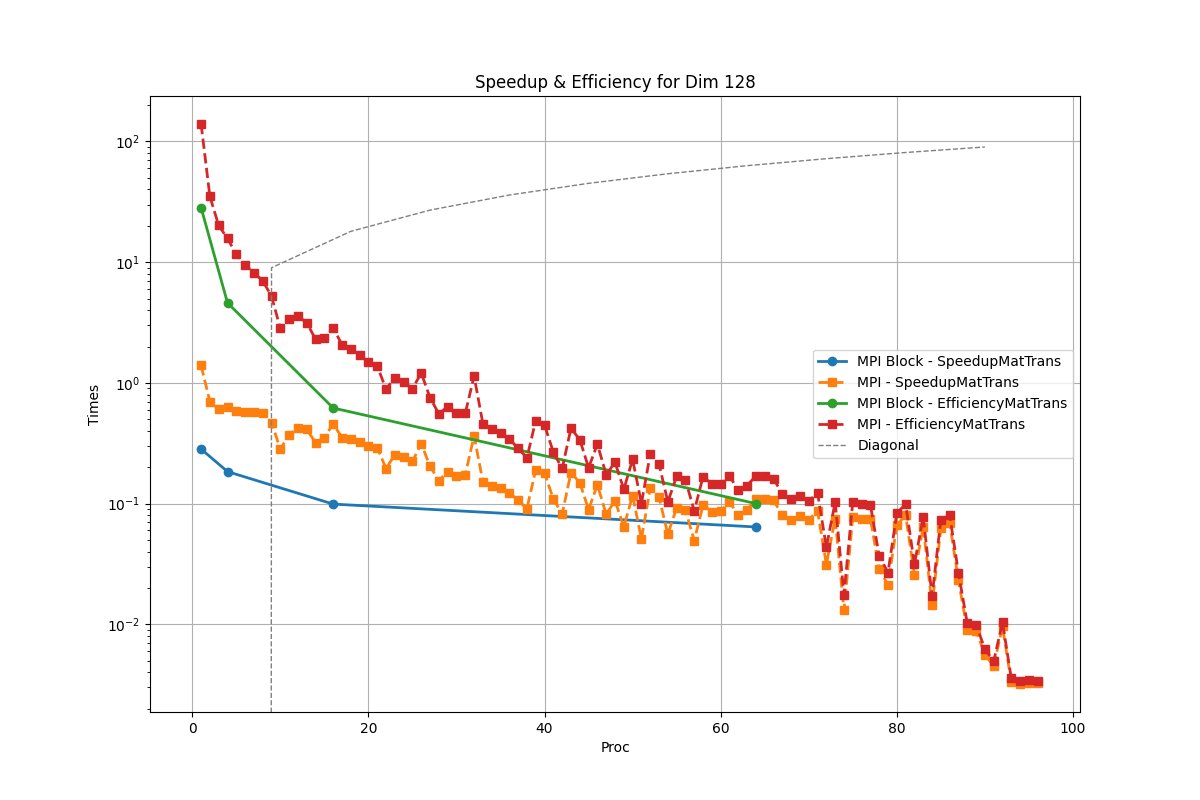 Speedup & Efficiency for Dim 128
Times
10²
10¹
10⁰
10⁻¹
10⁻²
MPI Block - SpeedupMatTrans
MPI - SpeedupMatTrans
MPI Block - EfficiencyMatTrans
MPI - EfficiencyMatTrans
Diagonal
0 20 40 60 80 100
Proc